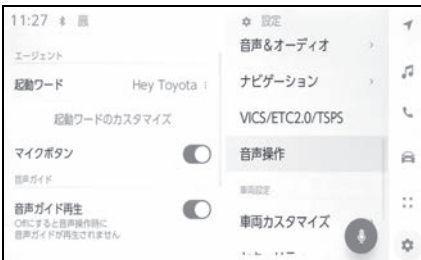 11:27
エージェント
起動ワード Hey Toyota
起動ワードのカスタマイズ
マイクボタン
音声ガイド
音声ガイド再生
Offにすると音声操作時に
音声ガイドが再生されません
設定
音声&オーディオ
ナビゲーション
VICS/ETC2.0/TSPS
音声操作
車両設定
車両カスタマイズ